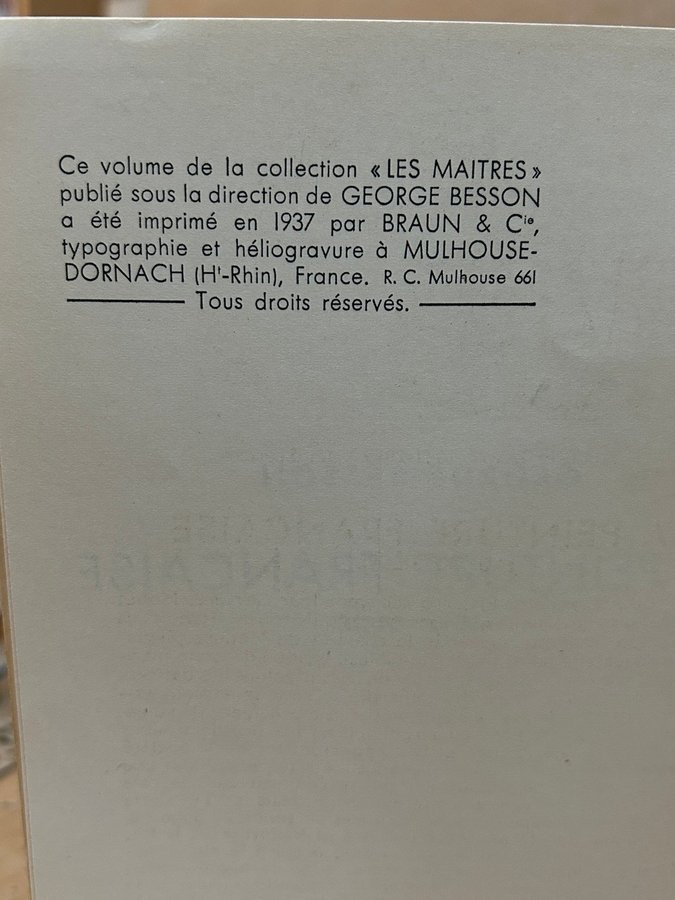 Ce volume de la collection « LES MAITRES »
publié sous la direction de GEORGE BESSON
a été imprimé en 1937 par BRAUN & Cie,
typographie et héliogravure à MULHOUSE-
DORNACH (Ht-Rhin), France. R. C. Mulhouse 661
Tous droits réservés.